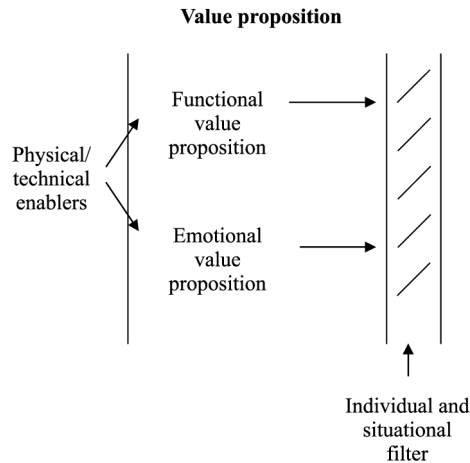 Value proposition
Functional
value
proposition
Physical/
technical
enablers
Emotional
value
proposition
Individual and
situational
filter